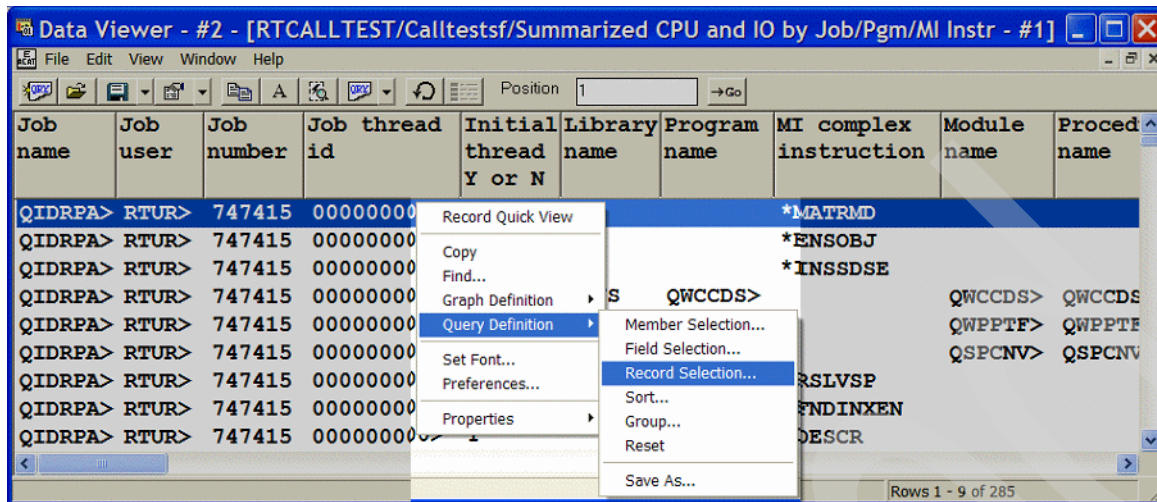 Data Viewer - #2 - [RTCALLTEST/Calltestsf/Summarized CPU and IO by Job/Pgm/MI Instr - #1]
File Edit View Window Help
Position 1 Go
Job name Job user Job number Job thread id Initial thread Y or N Library name Program name MI complex instruction Module name Proced name
QIDRPA> RTUR> 747415 00000000 *MATRMD
QIDRPA> RTUR> 747415 00000000 *ENSOBJ
QIDRPA> RTUR> 747415 00000000 *INSSDSE
QIDRPA> RTUR> 747415 00000000 S QWCCDS> QWCCDS> QWCCDS
QIDRPA> RTUR> 747415 00000000 QWPPTF> QWPPTF
QIDRPA> RTUR> 747415 00000000 QSPCNV> QSPCNV
QIDRPA> RTUR> 747415 00000000 RSLVSP
QIDRPA> RTUR> 747415 00000000 FNDINXEN
QIDRPA> RTUR> 747415 00000000
Record Quick View
Copy
Find...
Graph Definition
Query Definition
Set Font...
Preferences...
Properties
Member Selection...
Field Selection...
Record Selection...
Sort...
Group...
Reset
Save As...
Rows 1 - 9 of 285